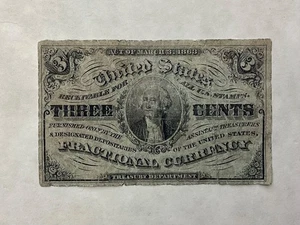 ACT OF MARCH 3, 1863.
3 3
United States
RECEIVABLE FOR ALL U.S. STAMPS.
THREE CENTS
FURNISHED ONLY BY THE ASSISTANT TREASURERS
& DESIGNATED DEPOSITARIES OF THE UNITED STATES,
FRACTIONAL CURRENCY
TREASURY DEPARTMENT